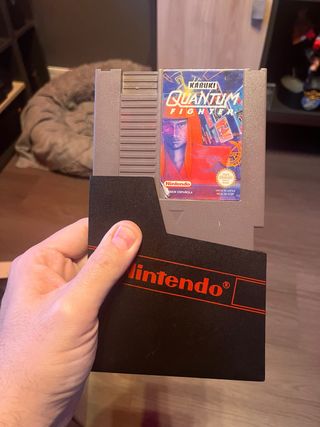 KABUKI
QUANTUM
FIGHTER
Nintendo
Nintendo®